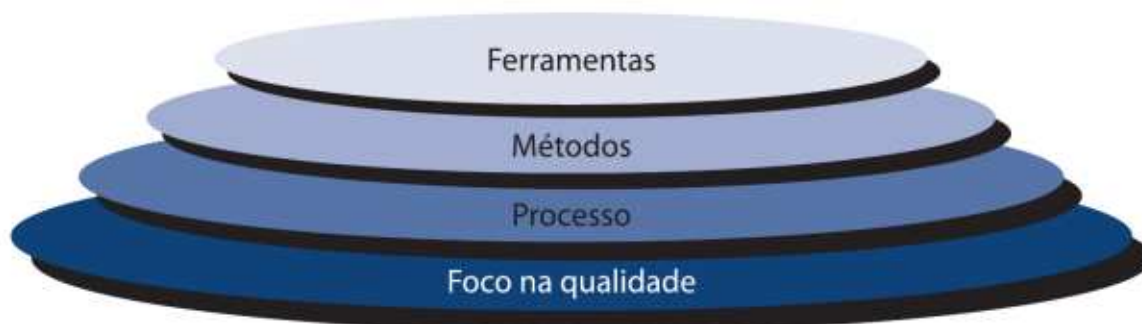 Ferramentas
Métodos
Processo
Foco na qualidade